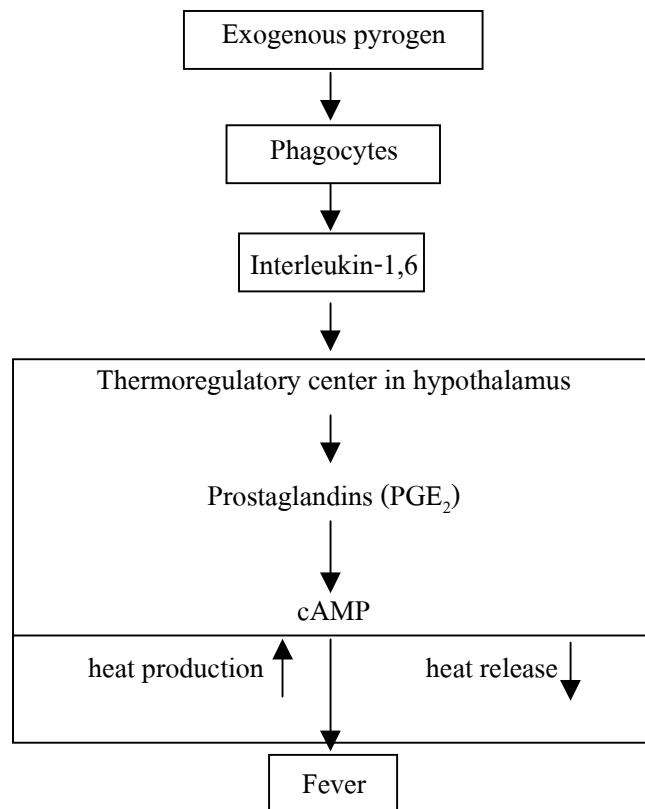 Exogenous pyrogen
Phagocytes
Interleukin-1,6
Thermoregulatory center in hypothalamus
Prostaglandins (PGE₂)
cAMP
heat production
heat release
Fever